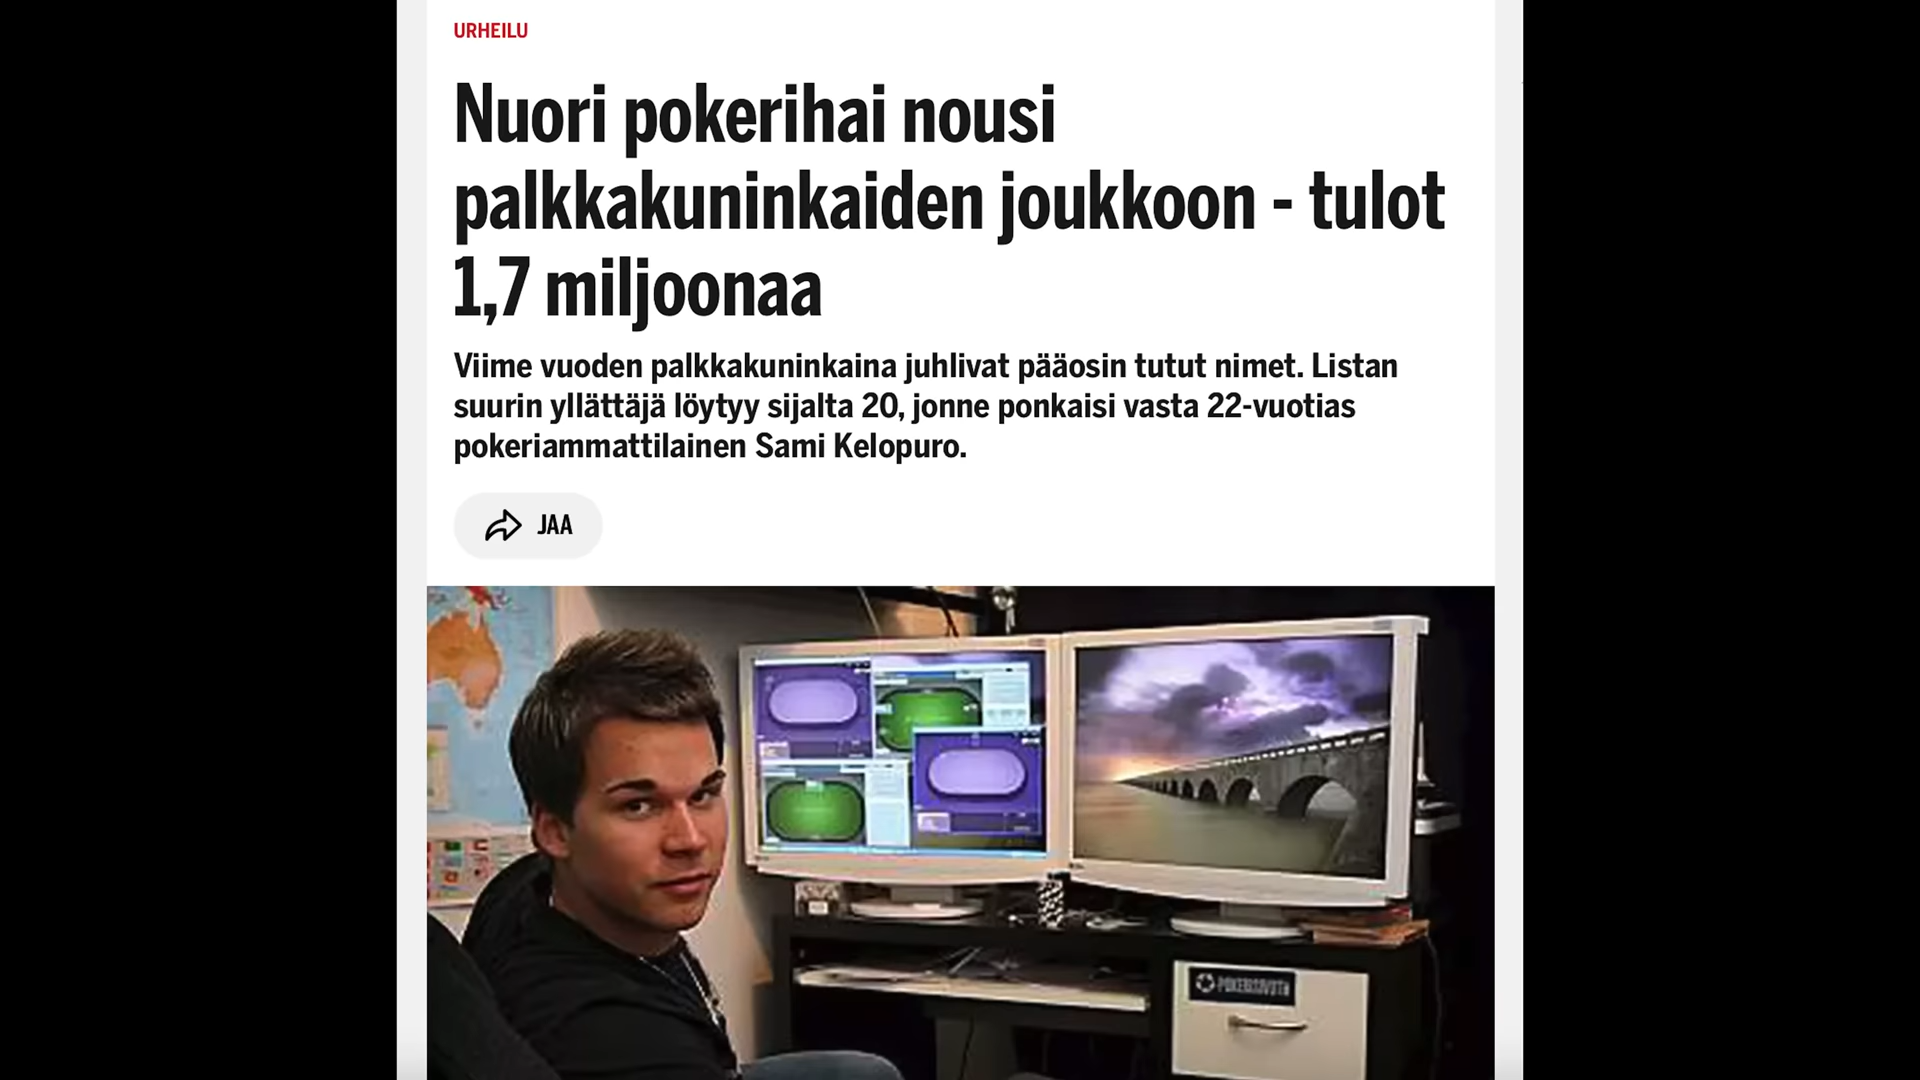 URHEILU
Nuori pokerihai nousi
palkkakuninkaiden joukkoon - tulot
1,7 miljoonaa
Viime vuoden palkkakuninkaina juhlivat pääosin tutut nimet. Listan
suurin yllättäjä löytyy sijalta 20, jonne ponkaisi vasta 22-vuotias
pokeriammattilainen Sami Kelopuro.
JAA